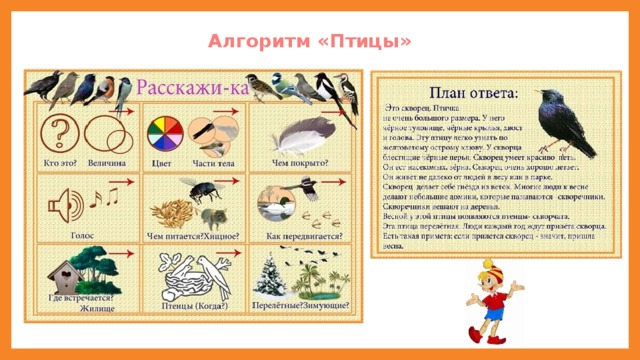 Алгоритм «Птицы»
Расскажи-ка
Кто это? Величина
Цвет Части тела
Чем покрыто?
Голос
Чем питается?Хищное?
Как передвигается?
Где встречается?
Жилище
Птенцы (Когда?)
Перелётные?Зимующие?
План ответа:
Это скворец. Птичка
не очень большого размера. У него
чёрное туловище, чёрные крылья, хвост
и голова. Эту птицу легко узнать по
желтоватому острому клюву. У скворца
блестящие чёрные перья. Скворец умеет красиво петь.
Он ест насекомых, зёрна. Скворец очень хорошо летает.
Он живет не далеко от людей в лесу или в парке.
Скворец делает себе гнёзда из веток. Многие люди к весне
делают небольшие домики, которые называются скворечники.
Скворечники вешают на деревья.
Весной у этой птицы появляются птенцы- скворчата.
Эта птица перелётная. Люди каждый год ждут прилёта скворца.
Есть такая примета: если прилетел скворец - значит, пришла
весна.